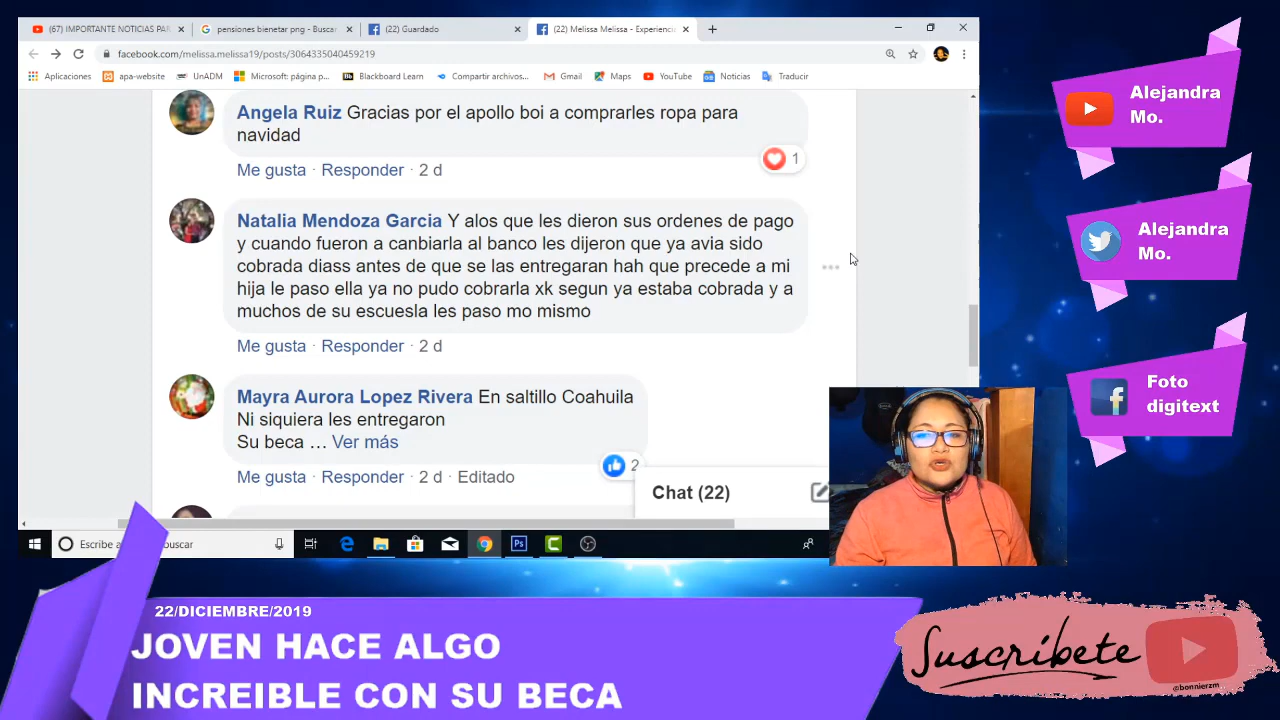 (67) IMPORTANTE NOTICIAS PAR
pensiones bienetar png - Buscar
(22) Guardado
(22) Melissa Melissa - Experienci
facebook.com/melissa.melissa19/posts/3064335040459219
Aplicaciones
apa-website
UnADM
Microsoft: página p...
Blackboard Learn
Compartir archivos...
Gmail
Maps
YouTube
Noticias
Traducir
Angela Ruiz Gracias por el apollo boi a comprarles ropa para
navidad
1
Me gusta · Responder · 2 d
Natalia Mendoza Garcia Y alos que les dieron sus ordenes de pago
y cuando fueron a canbiarla al banco les dijeron que ya avia sido
cobrada diass antes de que se las entregaran hah que precede a mi
hija le paso ella ya no pudo cobrarla xk segun ya estaba cobrada y a
muchos de su escuesla les paso mo mismo
Me gusta · Responder · 2 d
Mayra Aurora Lopez Rivera En saltillo Coahuila
Ni siquiera les entregaron
Su beca … Ver más
2
Me gusta · Responder · 2 d · Editado
Chat (22)
Alejandra
Mo.
Alejandra
Mo.
Foto
digitext
22/DICIEMBRE/2019
JOVEN HACE ALGO
INCREIBLE CON SU BECA
Suscríbete
@bonnierzm